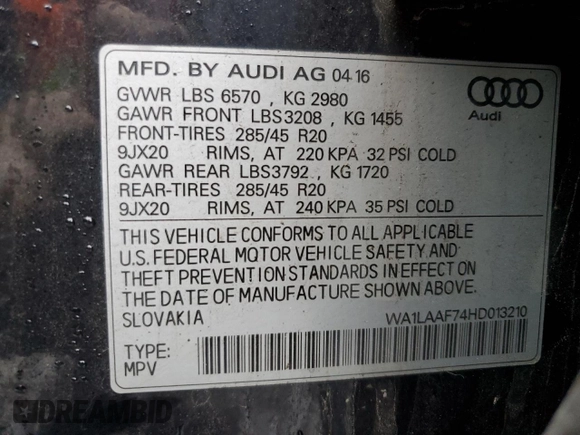 MFD. BY AUDI AG 04 16
GVWR LBS 6570 , KG 2980
GAWR FRONT LBS3208 , KG 1455
FRONT-TIRES 285/45 R20
9JX20 RIMS, AT 220 KPA 32 PSI COLD
GAWR REAR LBS3792 , KG 1720
REAR-TIRES 285/45 R20
9JX20 RIMS, AT 240 KPA 35 PSI COLD
Audi
THIS VEHICLE CONFORMS TO ALL APPLICABLE
U.S. FEDERAL MOTOR VEHICLE SAFETY AND
THEFT PREVENTION STANDARDS IN EFFECT ON
THE DATE OF MANUFACTURE SHOWN ABOVE.
SLOVAKIA WA1LAAF74HD013210
TYPE:
MPV
DREAMBID